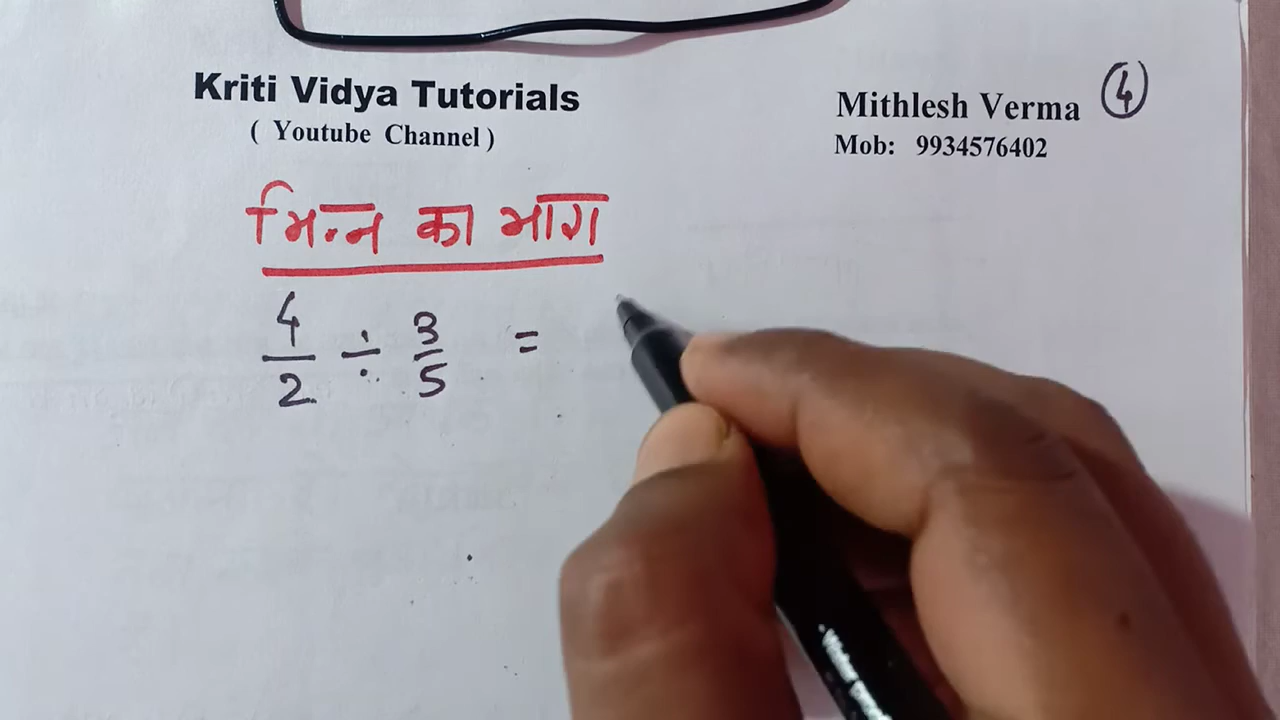 Kriti Vidya Tutorials
( Youtube Channel )
Mithlesh Verma ④
Mob: 9934576402
भिन्न का भाग
4/2 ÷ 3/5 =